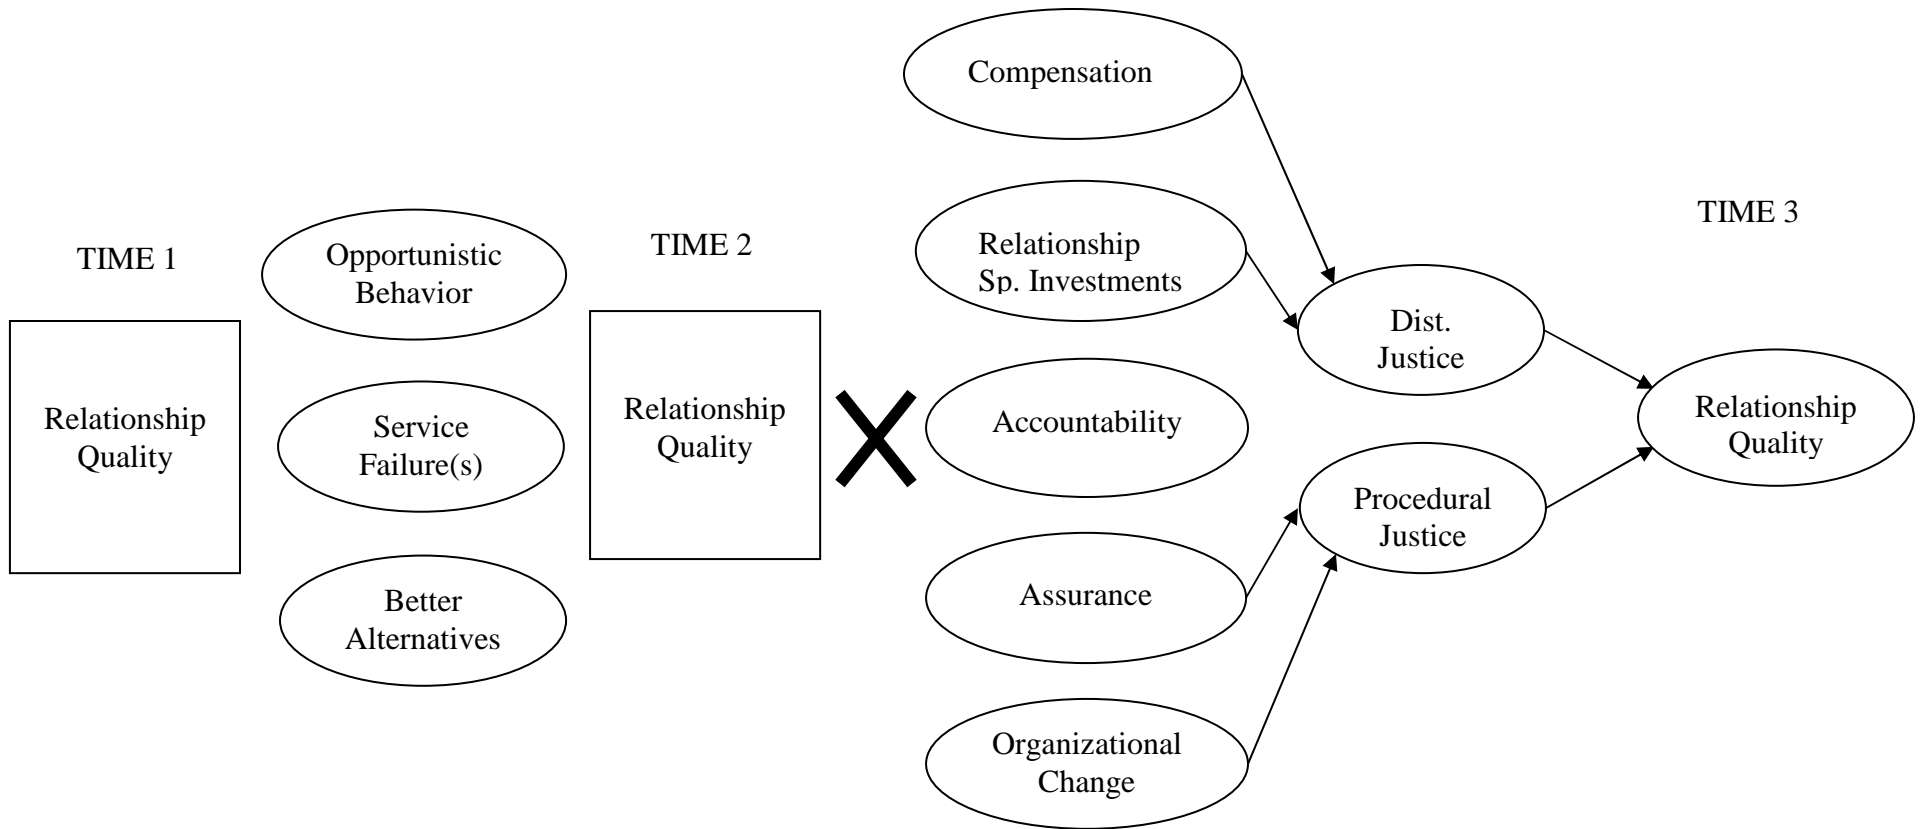 TIME 1
Relationship
Quality
Opportunistic
Behavior
Service
Failure(s)
Better
Alternatives
TIME 2
Relationship
Quality
Compensation
Relationship
Sp. Investments
Accountability
Assurance
Organizational
Change
Dist.
Justice
Procedural
Justice
TIME 3
Relationship
Quality